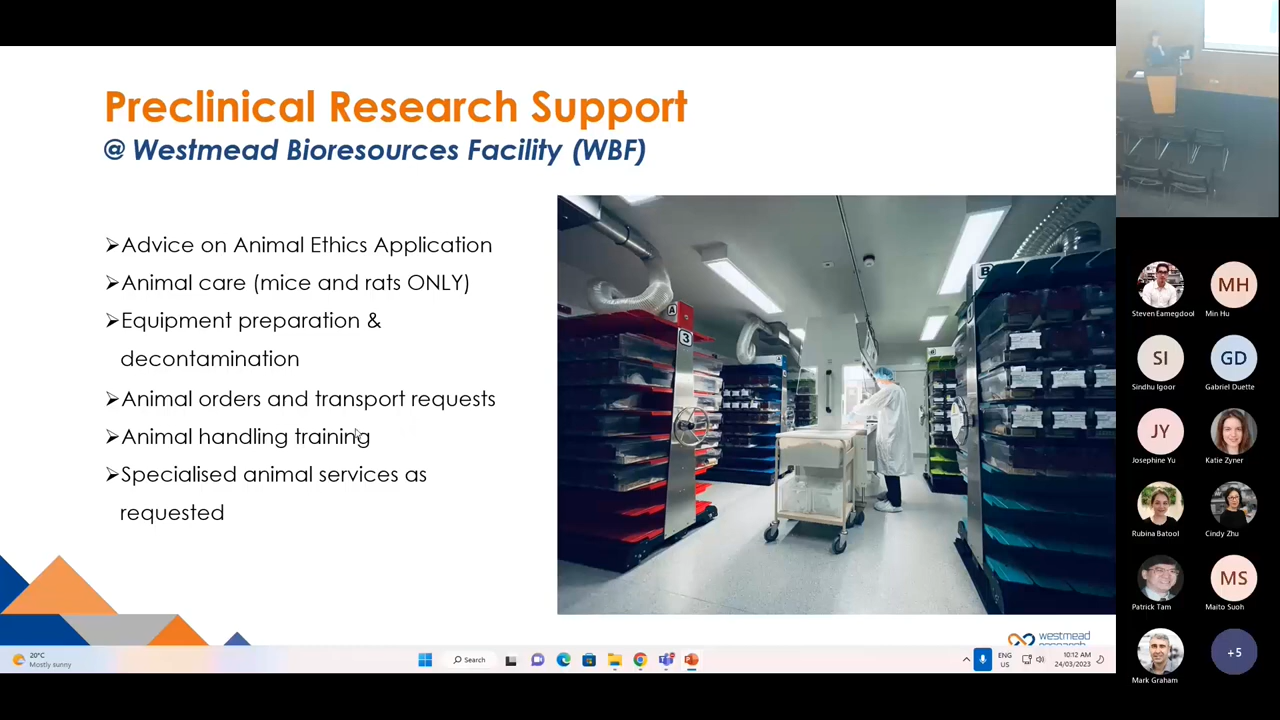 Preclinical Research Support
@ Westmead Bioresources Facility (WBF)
➢Advice on Animal Ethics Application
➢Animal care (mice and rats ONLY)
➢Equipment preparation &
decontamination
➢Animal orders and transport requests
➢Animal handling training
➢Specialised animal services as
requested
A
3
B
westmead
20°C
Mostly sunny
Search
ENG
US
10:12 AM
24/03/2023
Steven Eamegdool
MH
Min Hu
SI
Sindhu Igoor
GD
Gabriel Duette
JY
Josephine Yu
Katie Zyner
Rubina Batool
Cindy Zhu
Patrick Tam
MS
Maito Suoh
Mark Graham
+5